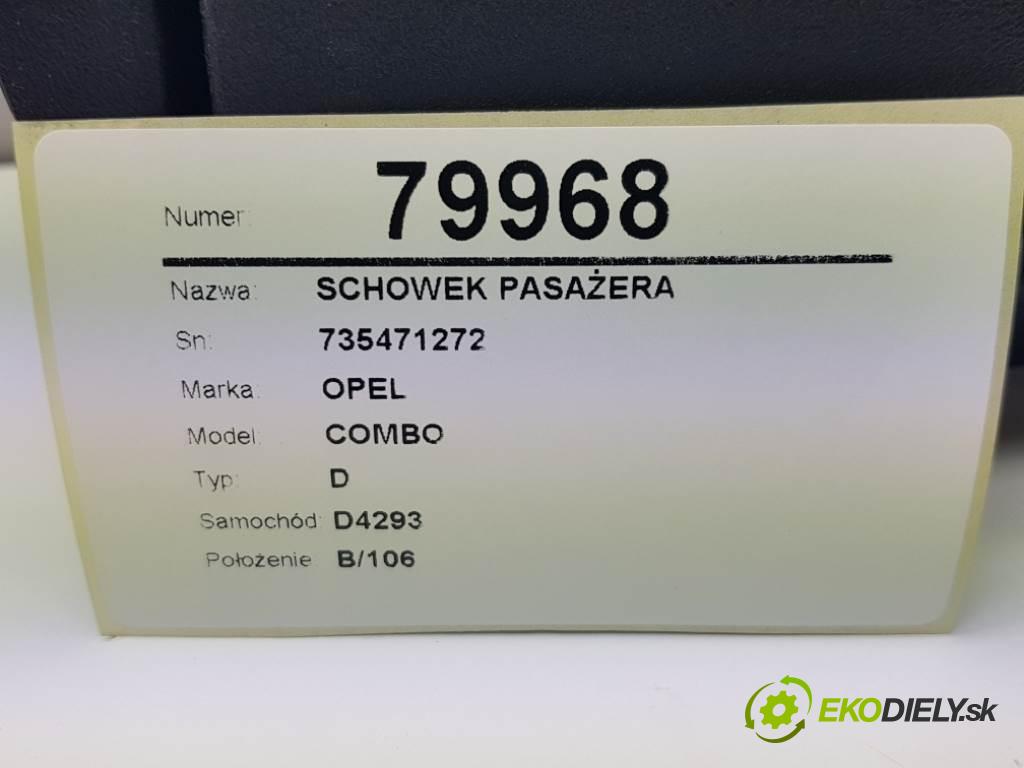 Numer: 79968
Nazwa: SCHOWEK PASAŻERA
Sn: 735471272
Marka: OPEL
Model: COMBO
Typ: D
Samochód: D4293
Położenie: B/106
EKODIELY.sk